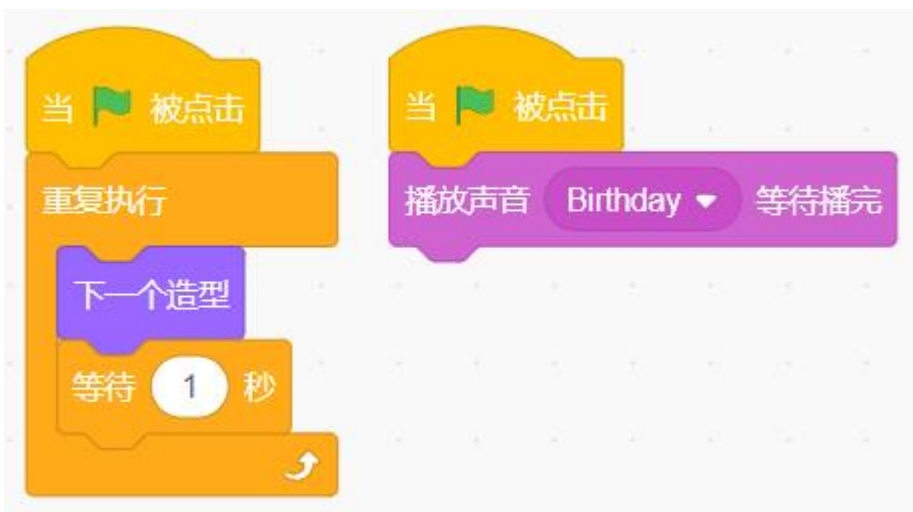 当 被点击
重复执行
下一个造型
等待 1 秒
当 被点击
播放声音 Birthday 等待播完